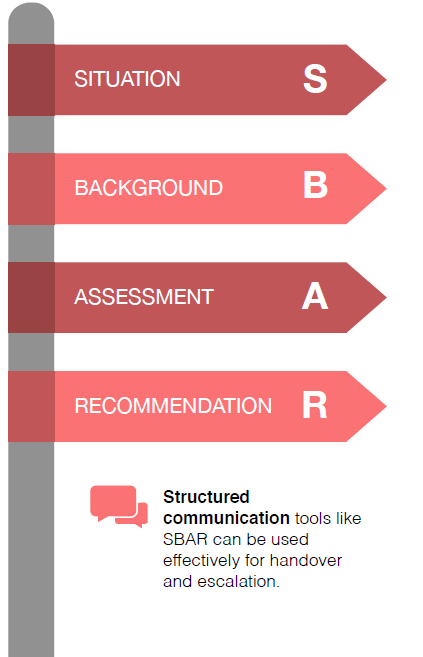 SITUATION S
BACKGROUND B
ASSESSMENT A
RECOMMENDATION R
Structured
communication tools like
SBAR can be used
effectively for handover
and escalation.